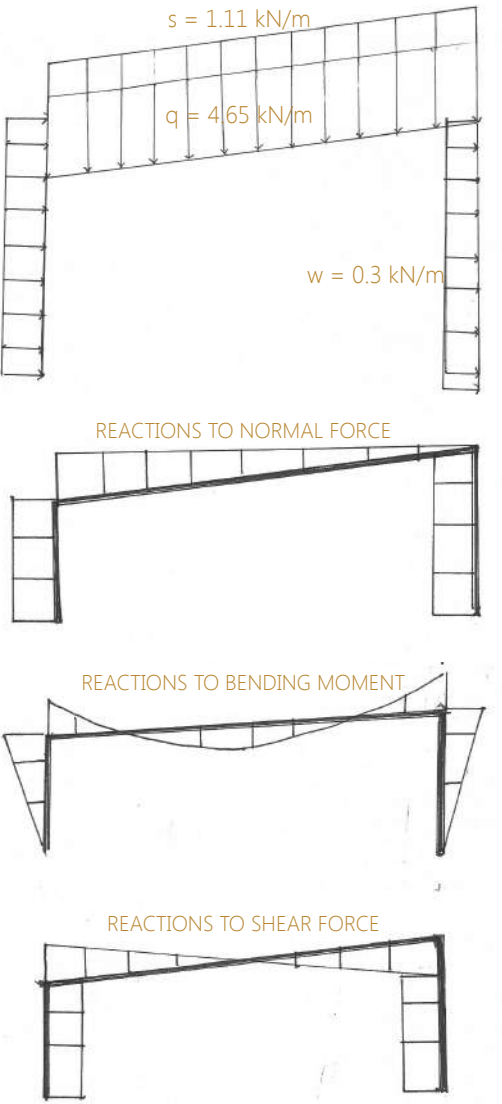 s = 1.11 kN/m
q = 4.65 kN/m
w = 0.3 kN/m
REACTIONS TO NORMAL FORCE
REACTIONS TO BENDING MOMENT
REACTIONS TO SHEAR FORCE